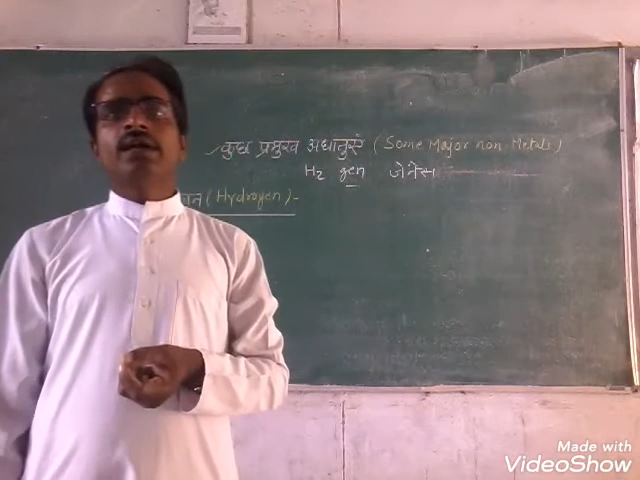 कुछ प्रमुख अधातुएं (Some Major non-Metals)
H2 gen जेनेस
(Hydrogen)-
Made with
VideoShow